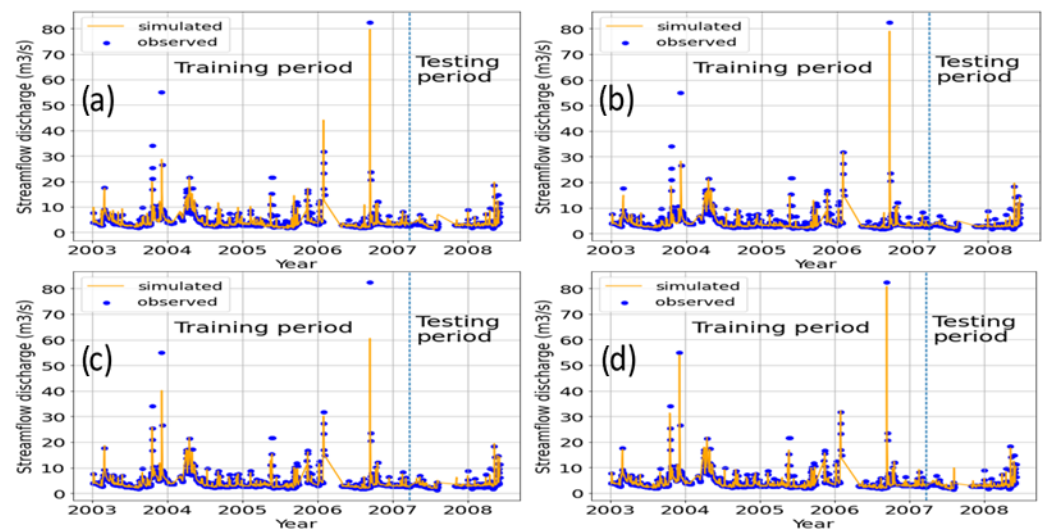 (a)
Streamflow discharge (m3/s)
80
70
60
50
40
30
20
10
0
simulated
observed
Training period
Testing
period
2003 2004 2005 2006 2007 2008
Year
(b)
Streamflow discharge (m3/s)
80
70
60
50
40
30
20
10
0
simulated
observed
Training period
Testing
period
2003 2004 2005 2006 2007 2008
Year
(c)
Streamflow discharge (m3/s)
80
70
60
50
40
30
20
10
0
simulated
observed
Training period
Testing
period
2003 2004 2005 2006 2007 2008
Year
(d)
Streamflow discharge (m3/s)
80
70
60
50
40
30
20
10
0
simulated
observed
Training period
Testing
period
2003 2004 2005 2006 2007 2008
Year